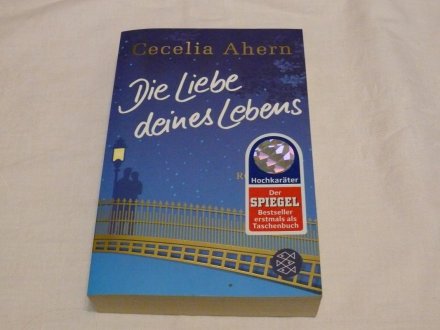 Cecelia Ahern
Die Liebe
deines Lebens
Hochkaräter
Der
SPIEGEL
Bestseller
erstmals als
Taschenbuch